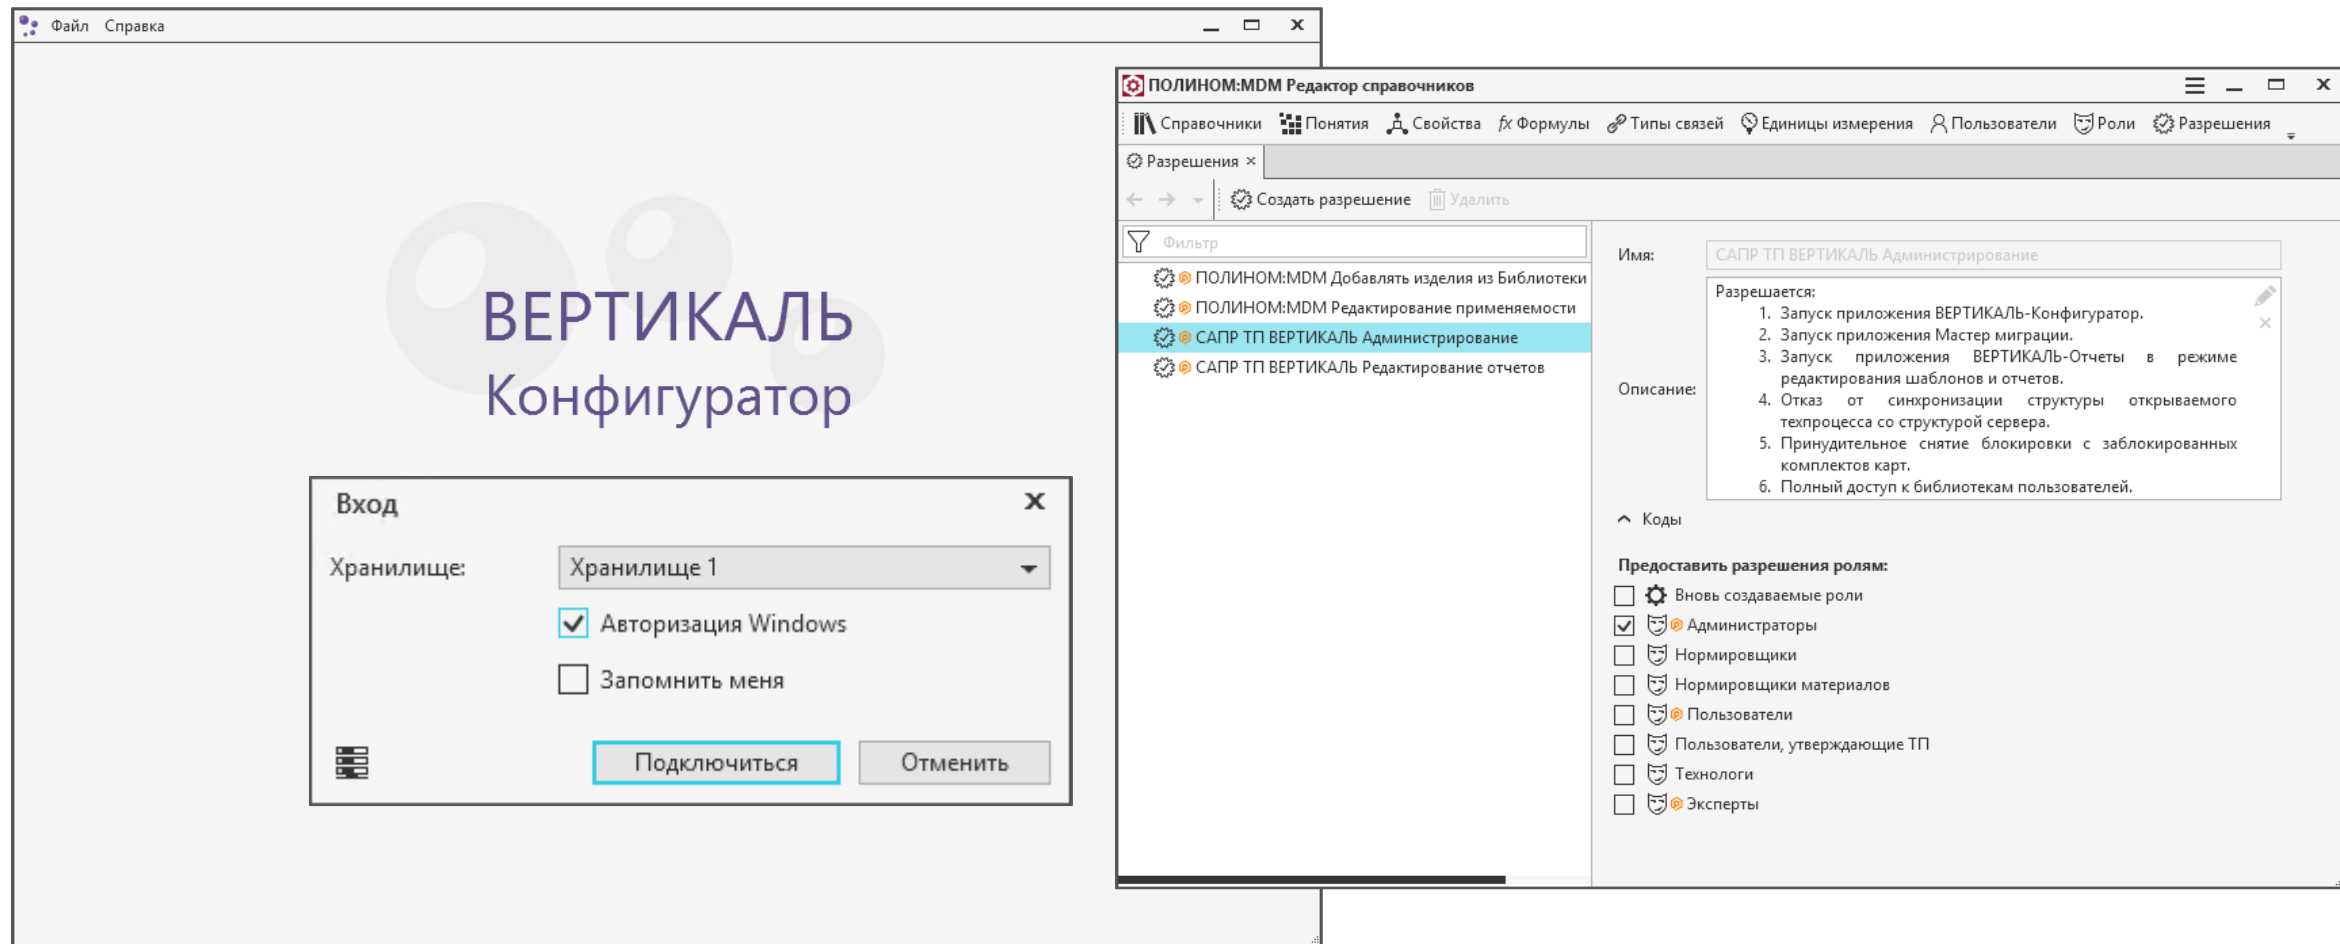 Файл Справка
ВЕРТИКАЛЬ
Конфигуратор
Вход
Хранилище: Хранилище 1
Авторизация Windows
Запомнить меня
Подключиться Отменить
ПОЛИНОМ:MDM Редактор справочников
Справочники Понятия Свойства fx Формулы Типы связей Единицы измерения Пользователи Роли Разрешения
Разрешения
Создать разрешение Удалить
Фильтр
ПОЛИНОМ:MDM Добавлять изделия из Библиотеки
ПОЛИНОМ:MDM Редактирование применяемости
САПР ТП ВЕРТИКАЛЬ Администрирование
САПР ТП ВЕРТИКАЛЬ Редактирование отчетов
Имя: САПР ТП ВЕРТИКАЛЬ Администрирование
Описание:
Разрешается:
1. Запуск приложения ВЕРТИКАЛЬ-Конфигуратор.
2. Запуск приложения Мастер миграции.
3. Запуск приложения ВЕРТИКАЛЬ-Отчеты в режиме
редактирования шаблонов и отчетов.
4. Отказ от синхронизации структуры открываемого
техпроцесса со структурой сервера.
5. Принудительное снятие блокировки с заблокированных
комплектов карт.
6. Полный доступ к библиотекам пользователей.
Коды
Предоставить разрешения ролям:
Вновь создаваемые роли
Администраторы
Нормировщики
Нормировщики материалов
Пользователи
Пользователи, утверждающие ТП
Технологи
Эксперты